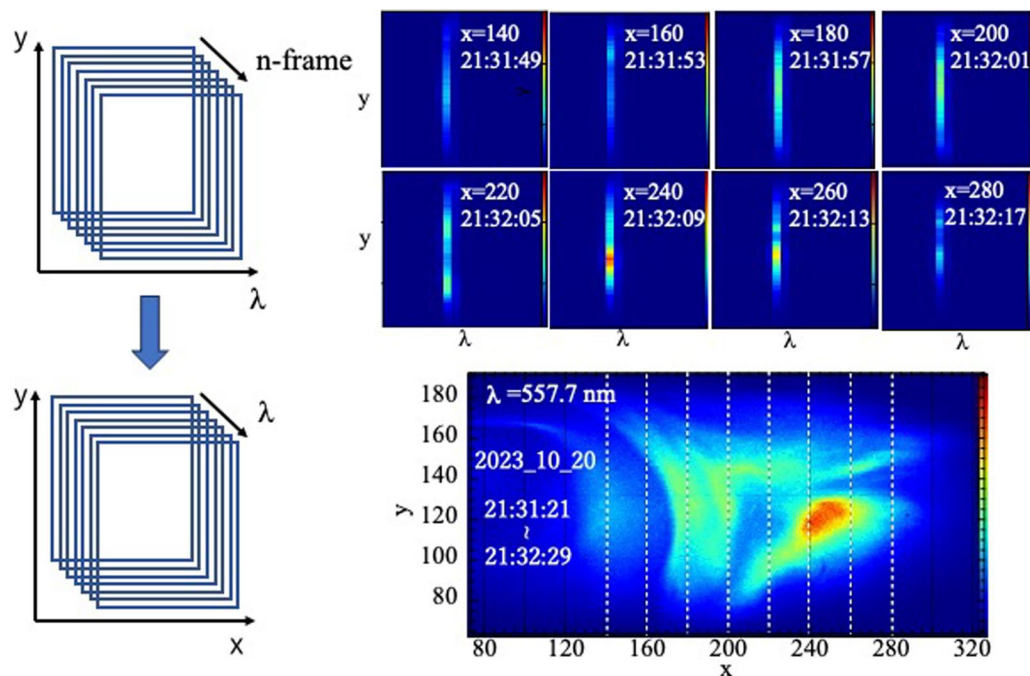 y
n-frame
λ
y
λ
x
x=140
21:31:49
x=160
21:31:53
x=180
21:31:57
x=200
21:32:01
y
x=220
21:32:05
x=240
21:32:09
x=260
21:32:13
x=280
21:32:17
y
λ
λ
λ
λ
λ =557.7 nm
2023_10_20
21:31:21
~
21:32:29
y
180
160
140
120
100
80
80
120
160
200
240
280
320
x